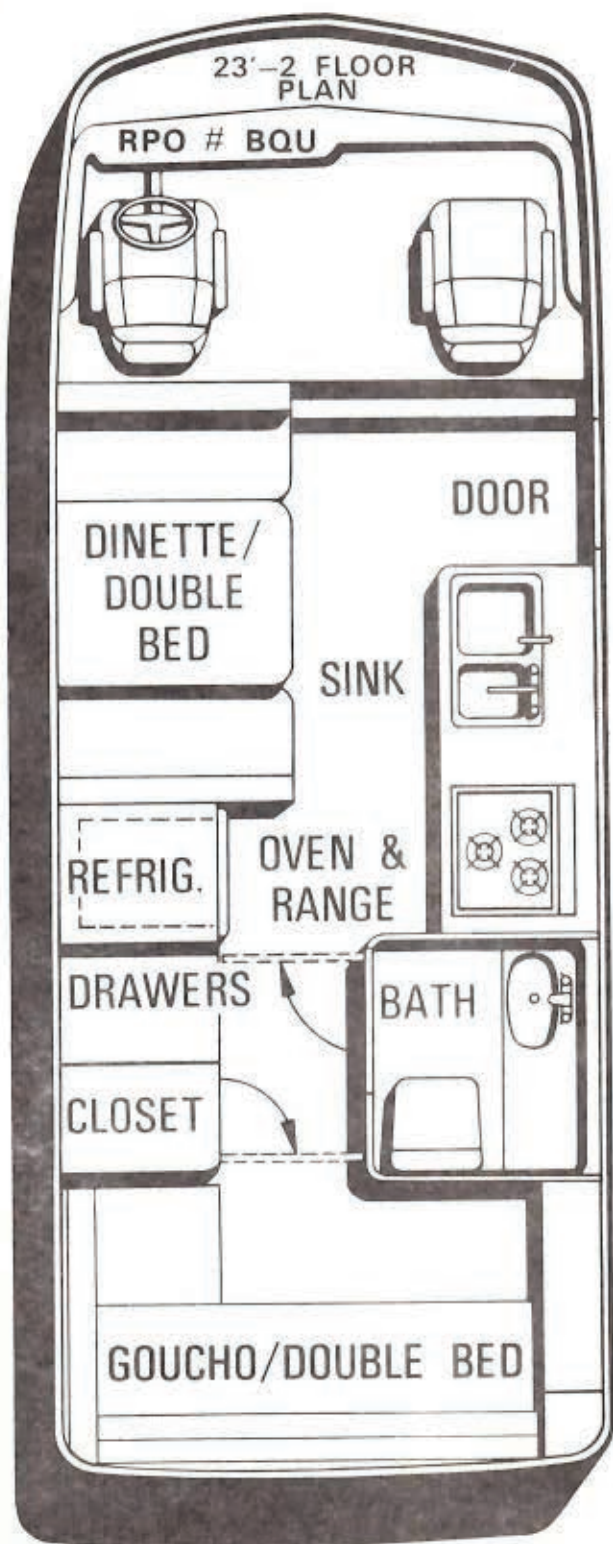 23'-2 FLOOR
PLAN
RPO # BQU
DOOR
DINETTE/
DOUBLE
BED
SINK
REFRIG.
OVEN &
RANGE
DRAWERS
BATH
CLOSET
GOUCHO/DOUBLE BED